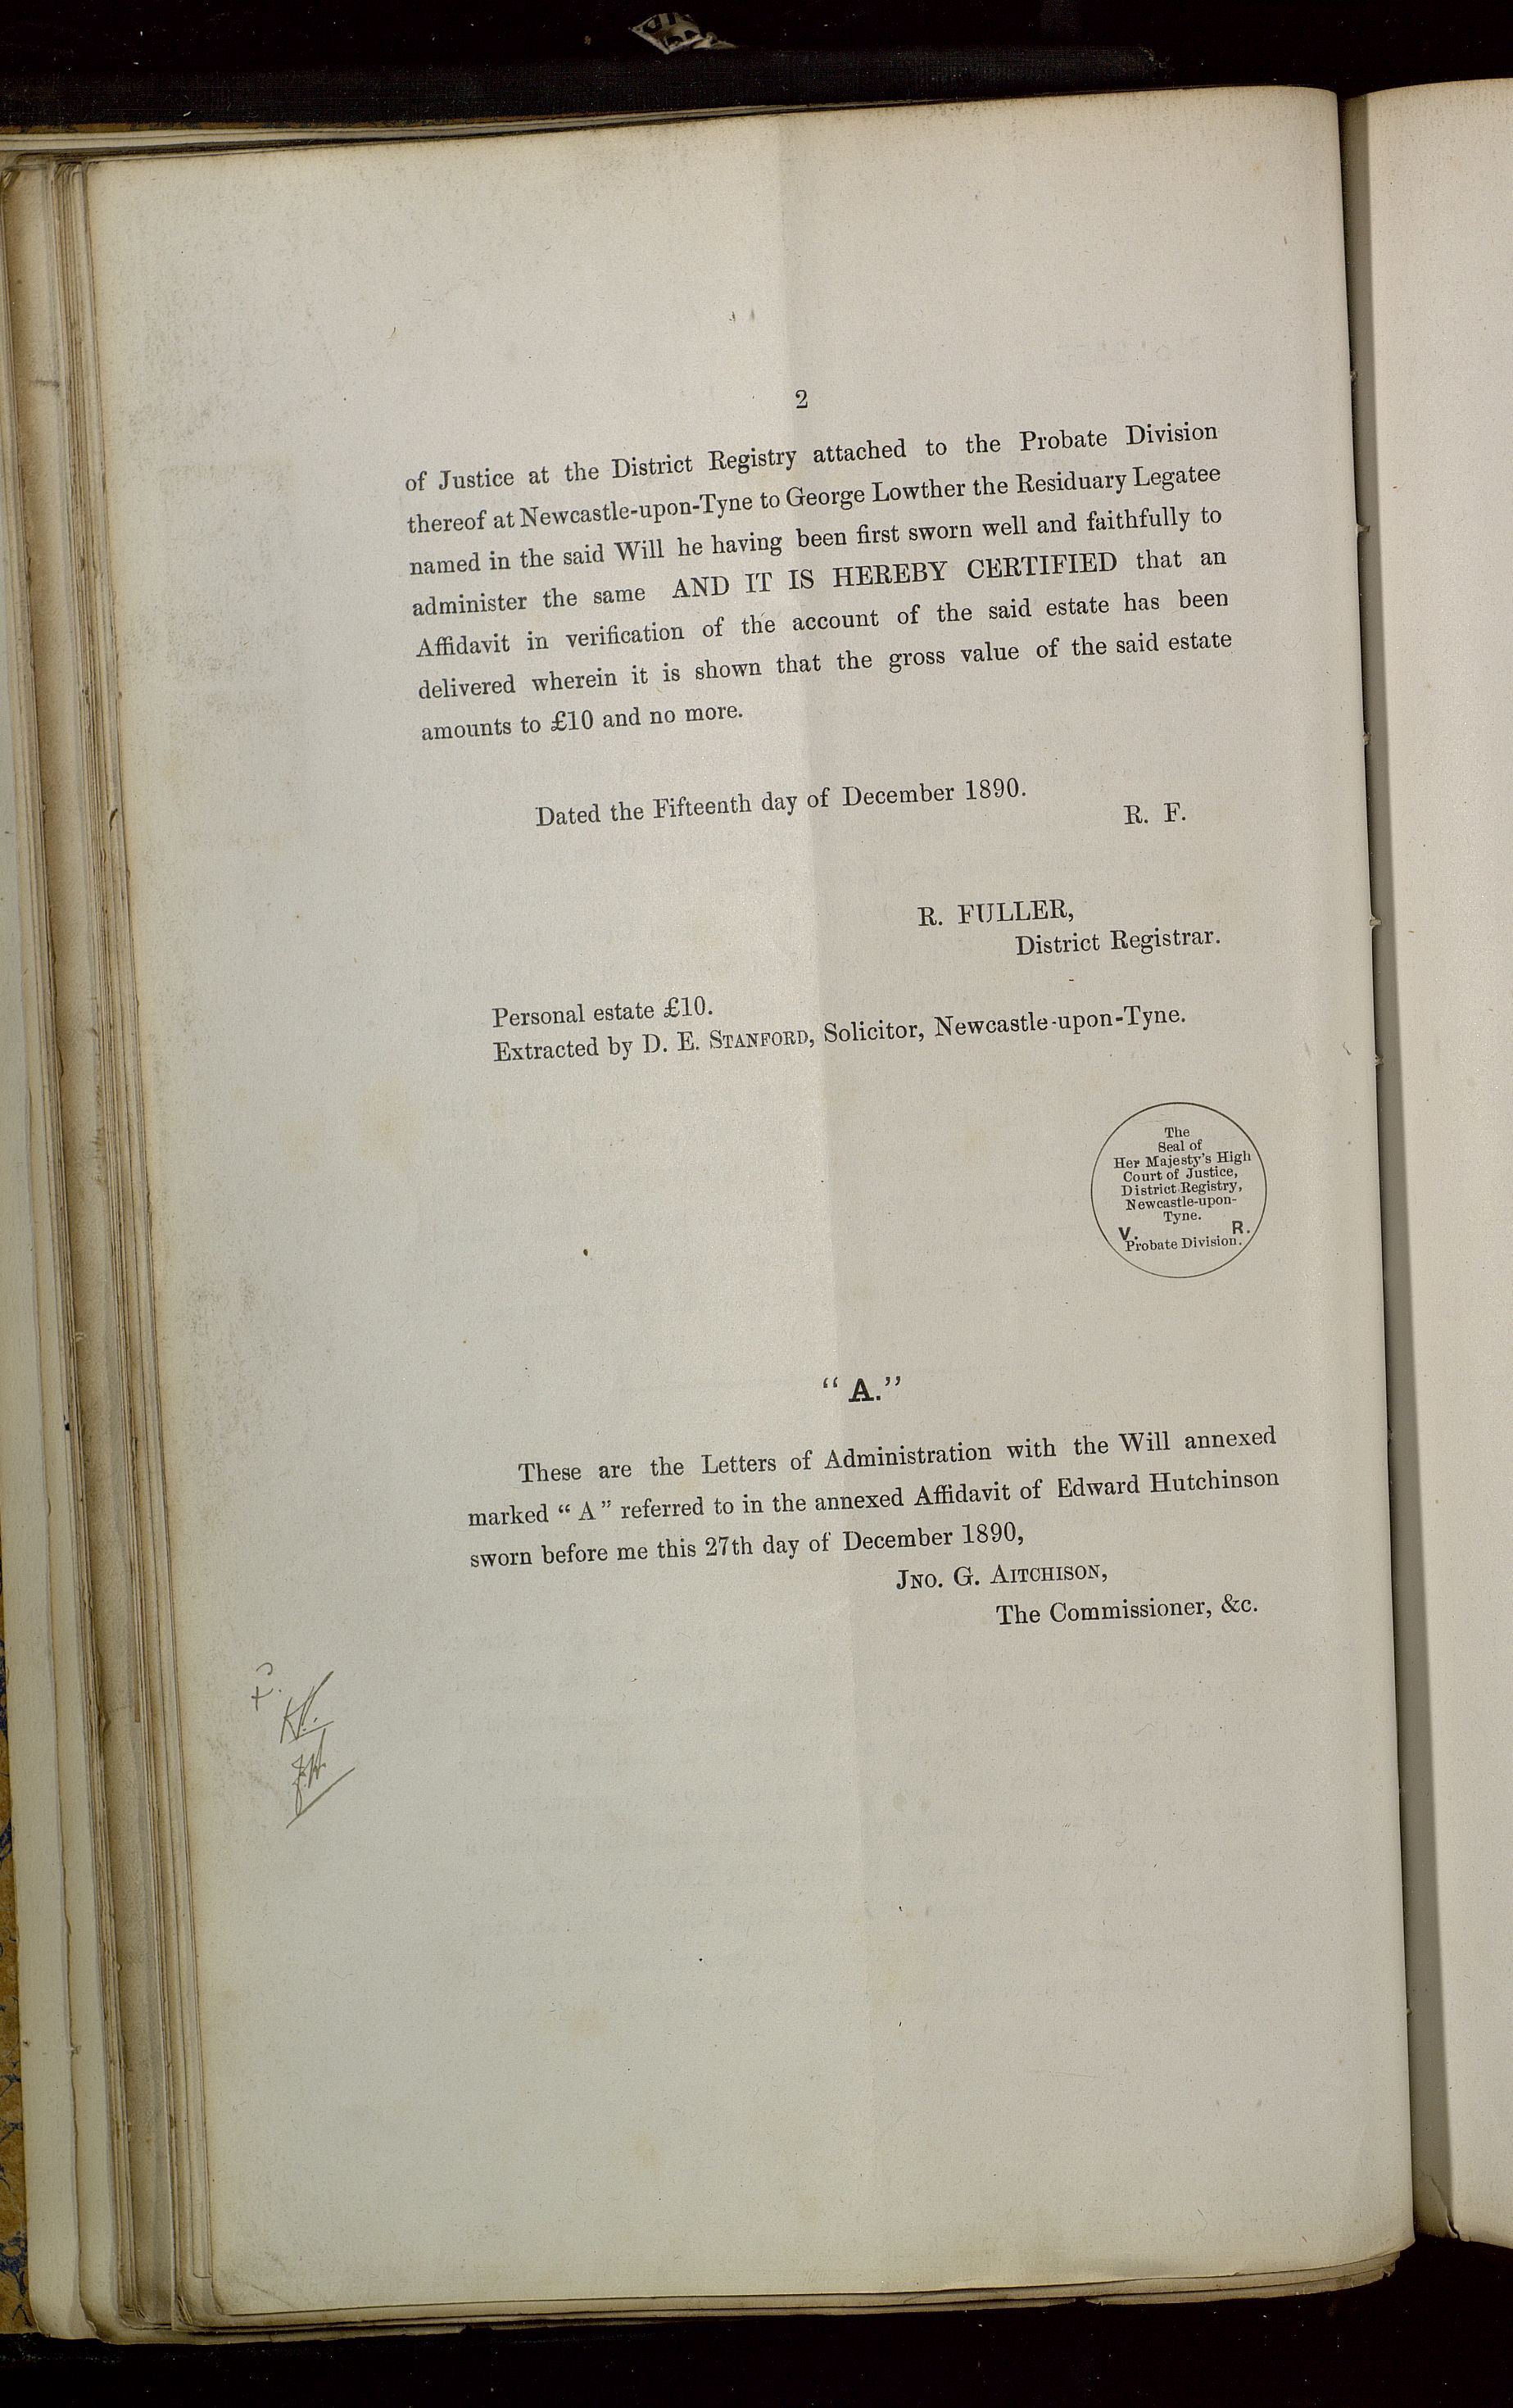 2
of Justice at the District Registry attached to the Probate Division
thereof at Newcastle-upon-Tyne to George Lowther the Residuary Legatee
named in the said Will he having been first sworn well and faithfully to
administer the same AND IT IS HEREBY CERTIFIED that an
Affidavit in verification of the account of the said estate has been
delivered wherein it is shown that the gross value of the said estate
amounts to £10 and no more.
Dated the Fifteenth day of December 1890.
R. F.
R. FULLER,
District Registrar.
Personal estate £10.
Extracted by D. E. STANFORD, Solicitor, Newcastle-upon-Tyne.
The
Seal of
Her Majesty's High
Court of Justice,
District Registry,
Newcastle-upon-
Tyne.
V. R.
Probate Division.
“ A.”
These are the Letters of Administration with the Will annexed
marked “ A ” referred to in the annexed Affidavit of Edward Hutchinson
sworn before me this 27th day of December 1890,
JNO. G. AITCHISON,
The Commissioner, &c.